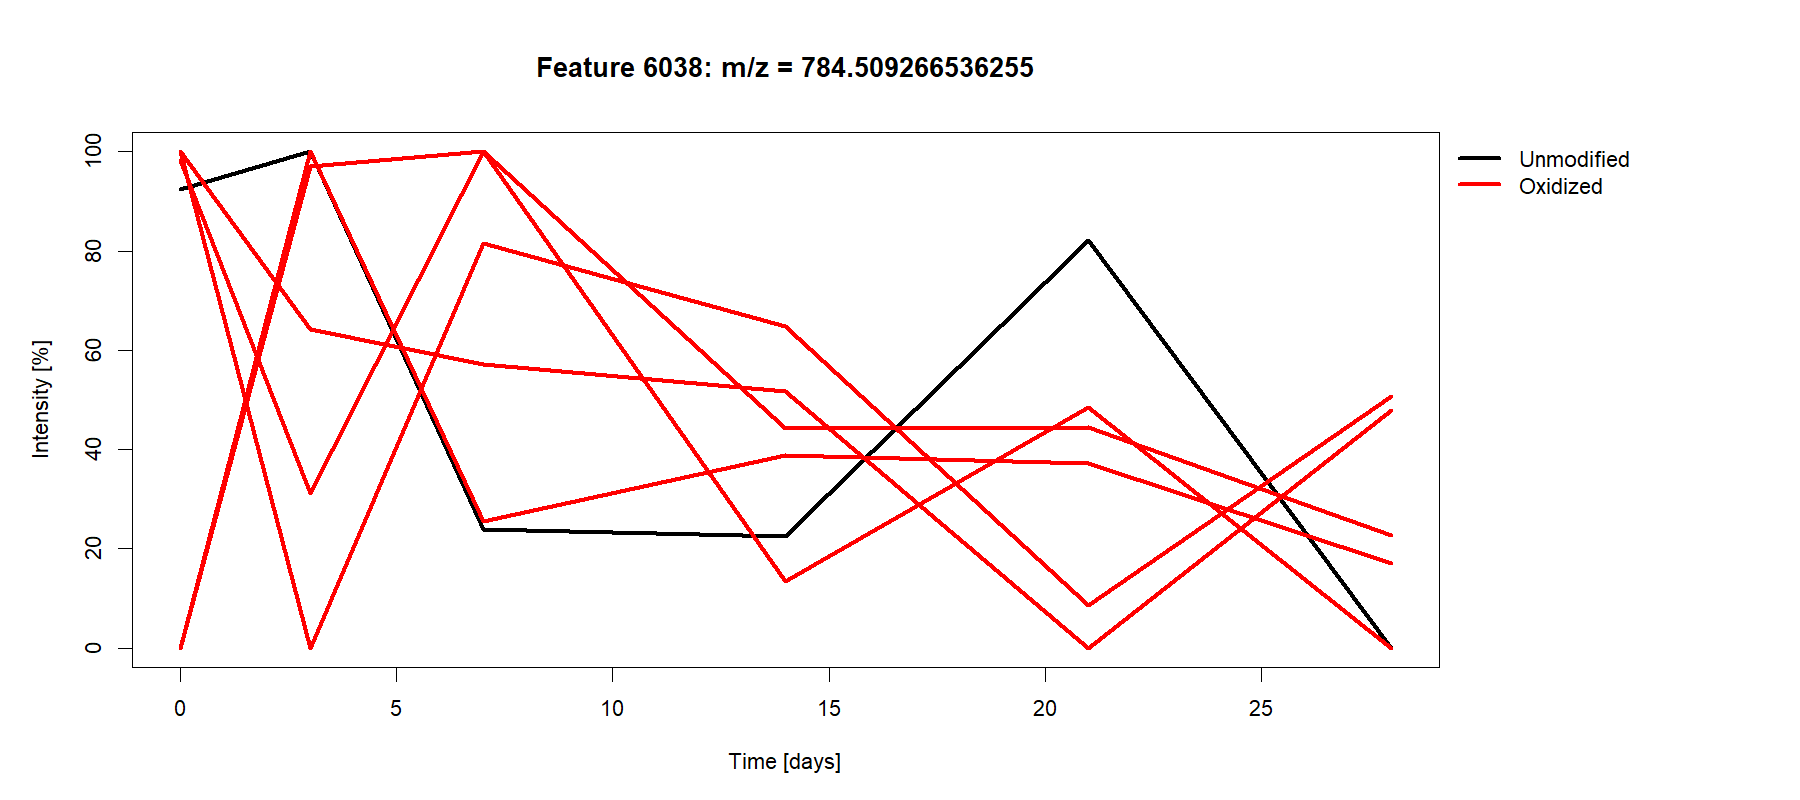 Feature 6038: m/z = 784.509266536255
Unmodified
Oxidized
Intensity [%]
100
80
60
40
20
0
0 5 10 15 20 25
Time [days]